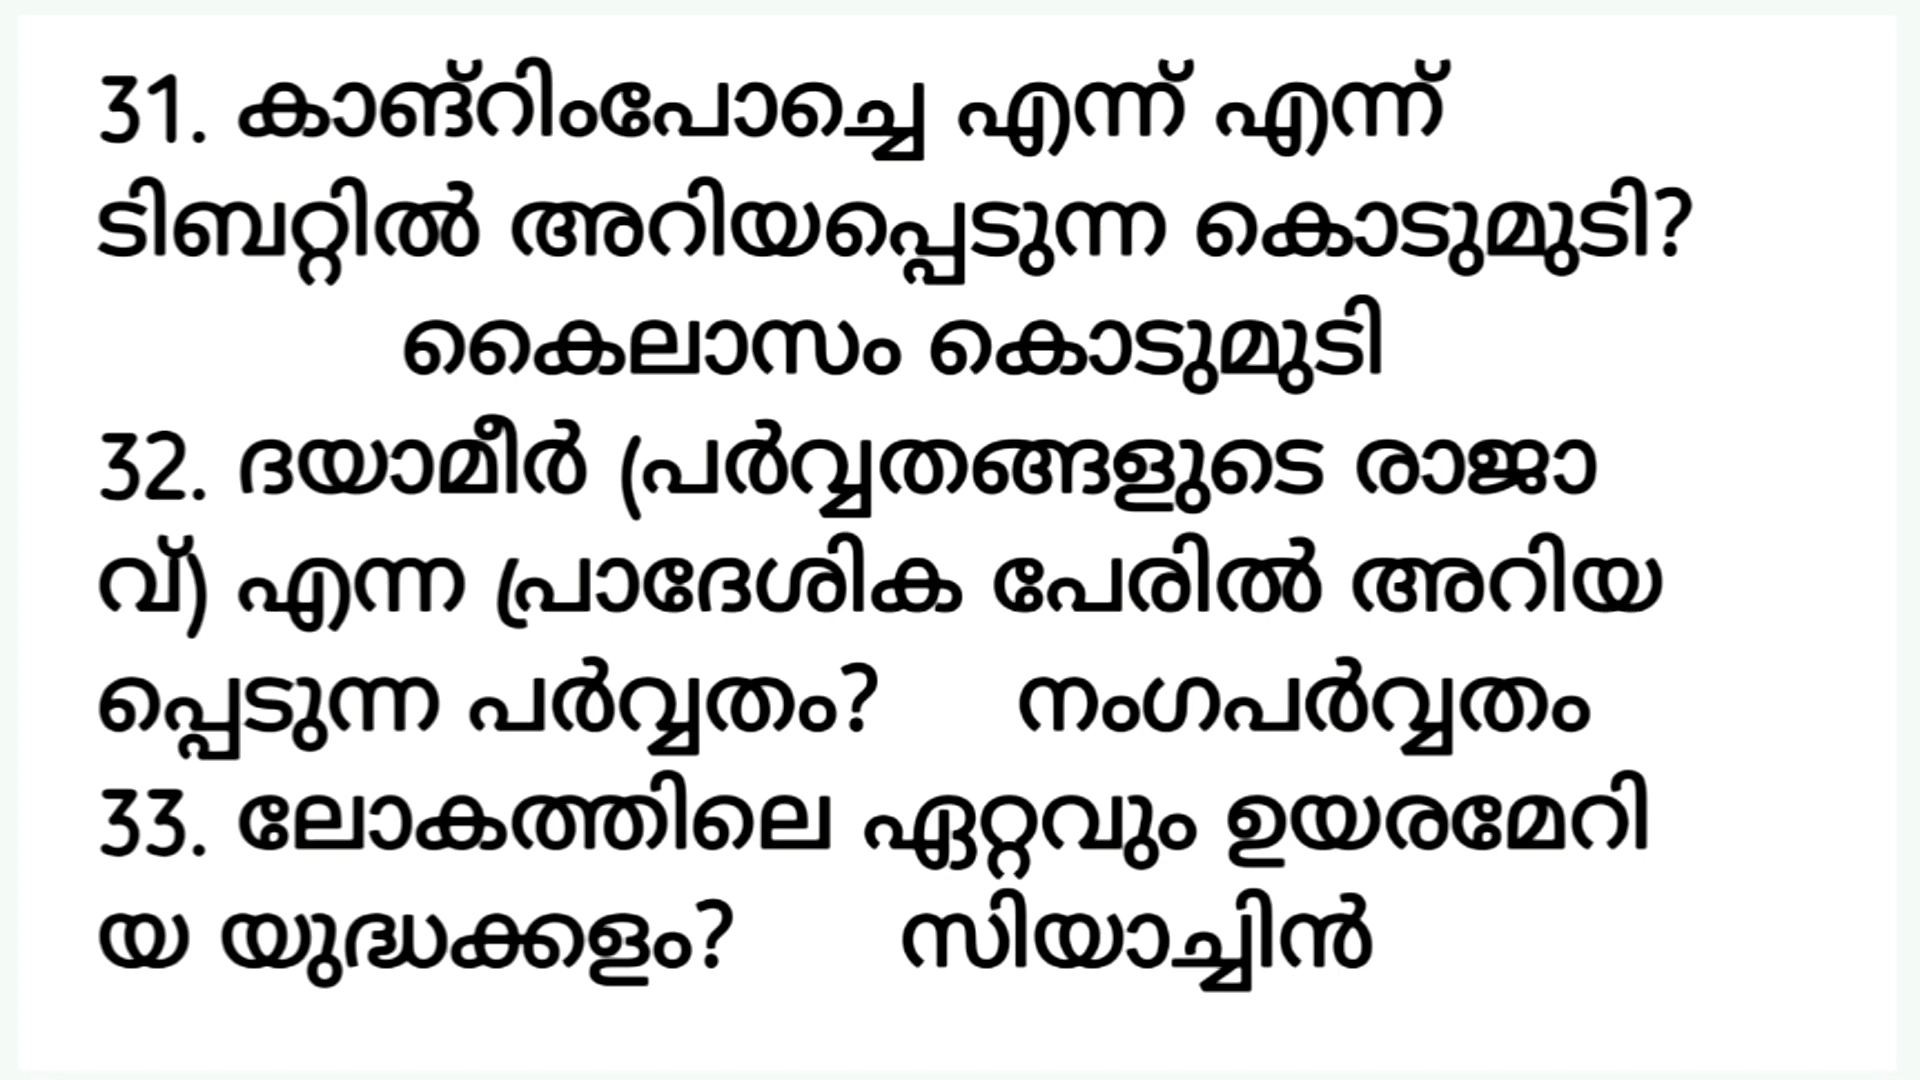 31. കാങ്റിംപോച്ചെ എന്ന് എന്ന്
ടിബറ്റിൽ അറിയപ്പെടുന്ന കൊടുമുടി?
കൈലാസം കൊടുമുടി
32. ദയാമീർ (പർവ്വതങ്ങളുടെ രാജാ
വ്) എന്ന പ്രാദേശിക പേരിൽ അറിയ
പ്പെടുന്ന പർവ്വതം? നംഗപർവ്വതം
33. ലോകത്തിലെ ഏറ്റവും ഉയരമേറി
യ യുദ്ധക്കളം? സിയാച്ചിൻ